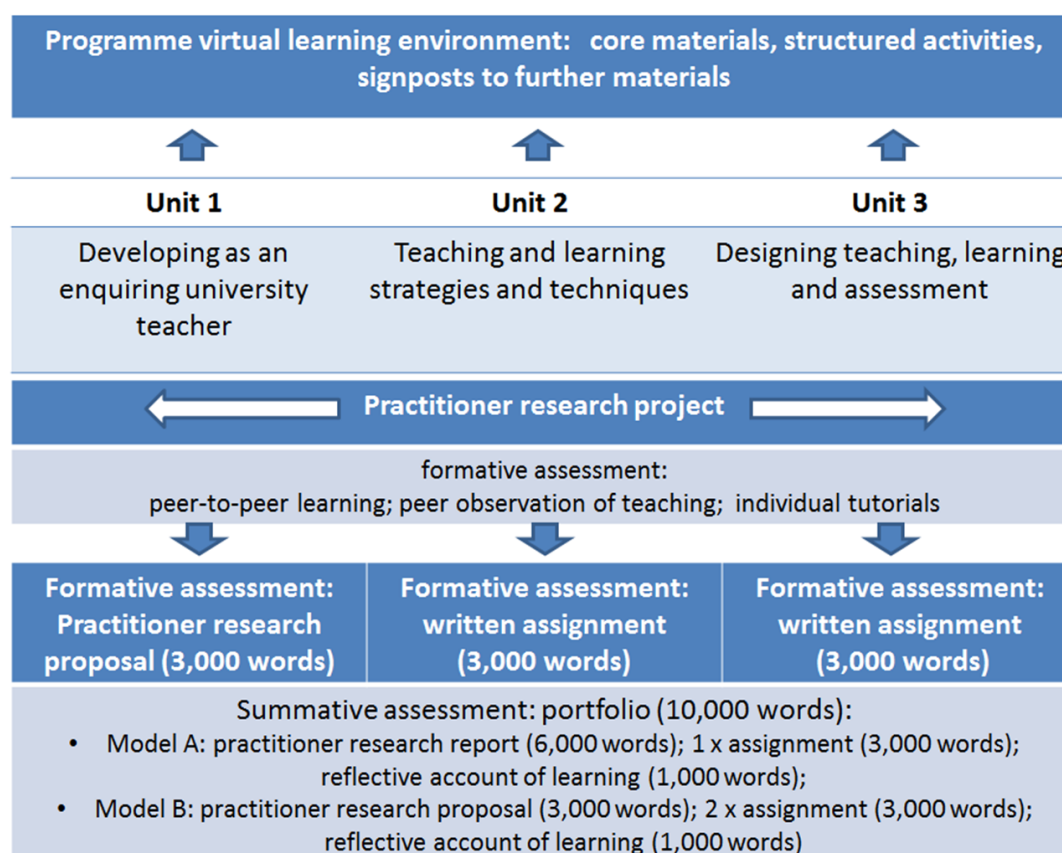 Programme virtual learning environment: core materials, structured activities,
signposts to further materials
Unit 1
Unit 2
Unit 3
Developing as an
enquiring university
teacher
Teaching and learning
strategies and techniques
Designing teaching, learning
and assessment
Practitioner research project
formative assessment:
peer-to-peer learning; peer observation of teaching; individual tutorials
Formative assessment:
Practitioner research
proposal (3,000 words)
Formative assessment:
written assignment
(3,000 words)
Formative assessment:
written assignment
(3,000 words)
Summative assessment: portfolio (10,000 words):
• Model A: practitioner research report (6,000 words); 1 x assignment (3,000 words);
reflective account of learning (1,000 words);
• Model B: practitioner research proposal (3,000 words); 2 x assignment (3,000 words);
reflective account of learning (1,000 words)